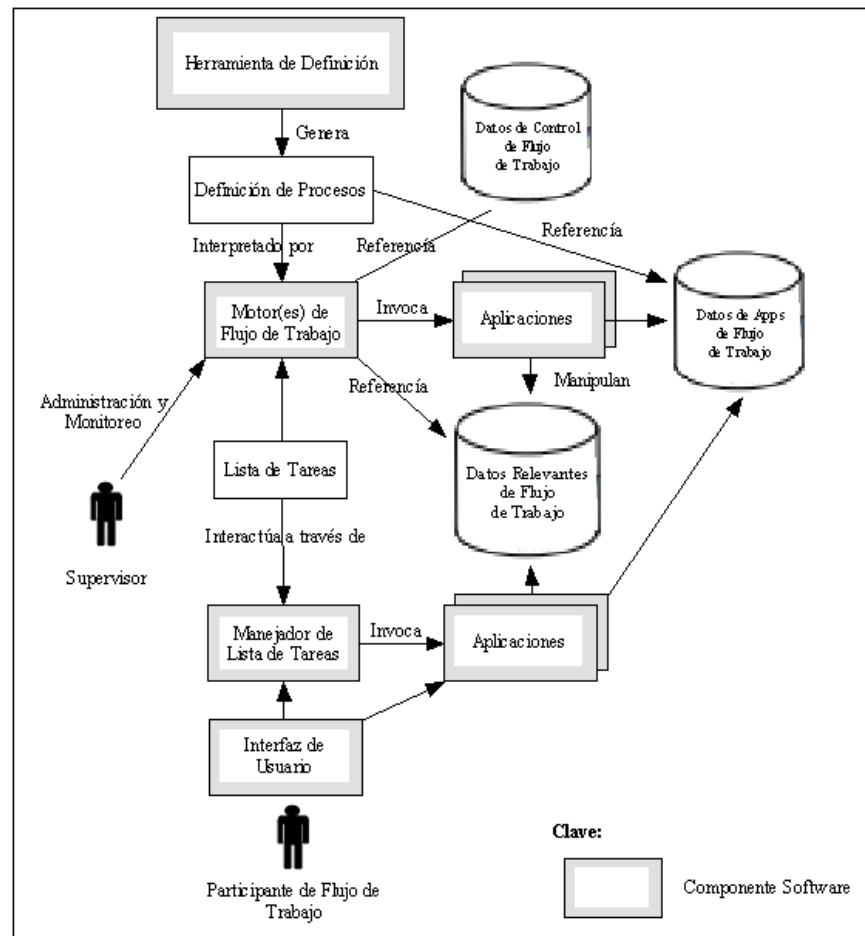 Herramienta de Definición
Datos de Control
de Flujo
de Trabajo
Genera
Definición de Procesos
Interpretado por
Referencía
Referencía
Motor(es) de
Flujo de Trabajo
Invoca
Aplicaciones
Datos de Apps
de Flujo
de Trabajo
Referencía
Manipulan
Administración y
Monitoreo
Lista de Tareas
Datos Relevantes
de Flujo
de Trabajo
Supervisor
Interactúa a través de
Manejador de
Lista de Tareas
Invoca
Aplicaciones
Interfaz de
Usuario
Participante de Flujo de
Trabajo
Clave:
Componente Software